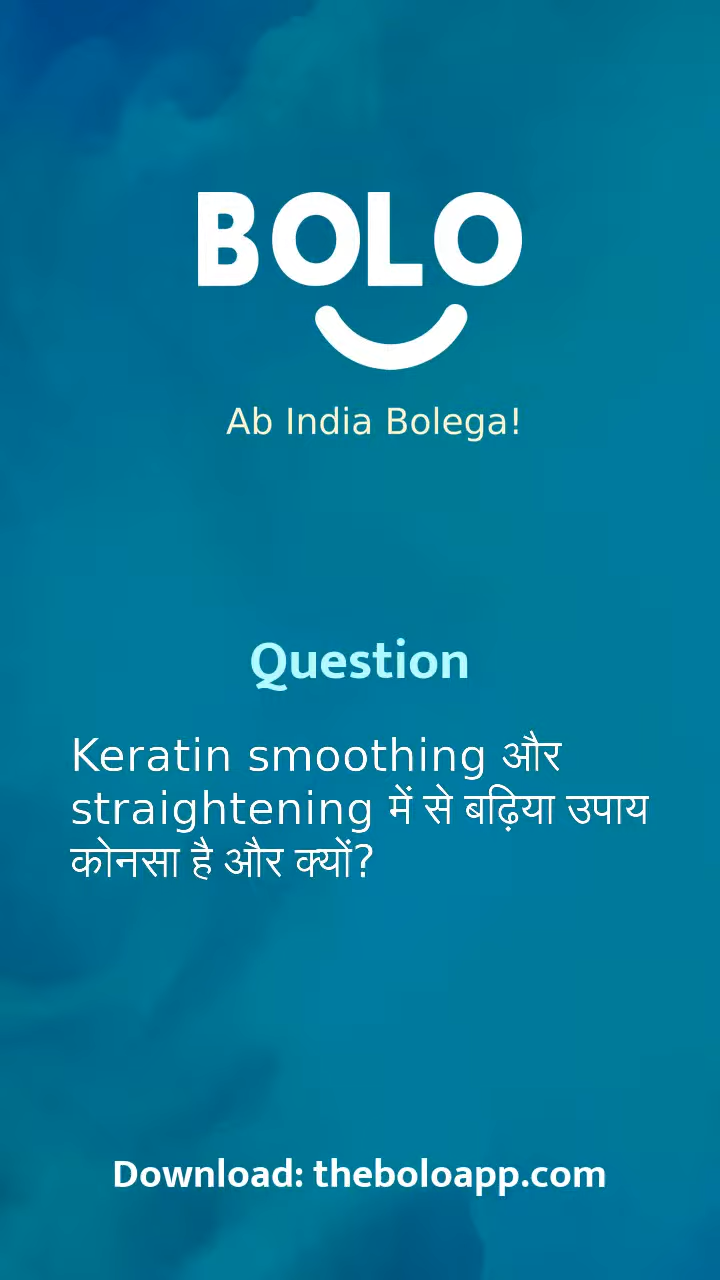 BOLO
Ab India Bolega!
Question
Keratin smoothing और
straightening में से बढ़िया उपाय
कोनसा है और क्यों?
Download: theboloapp.com